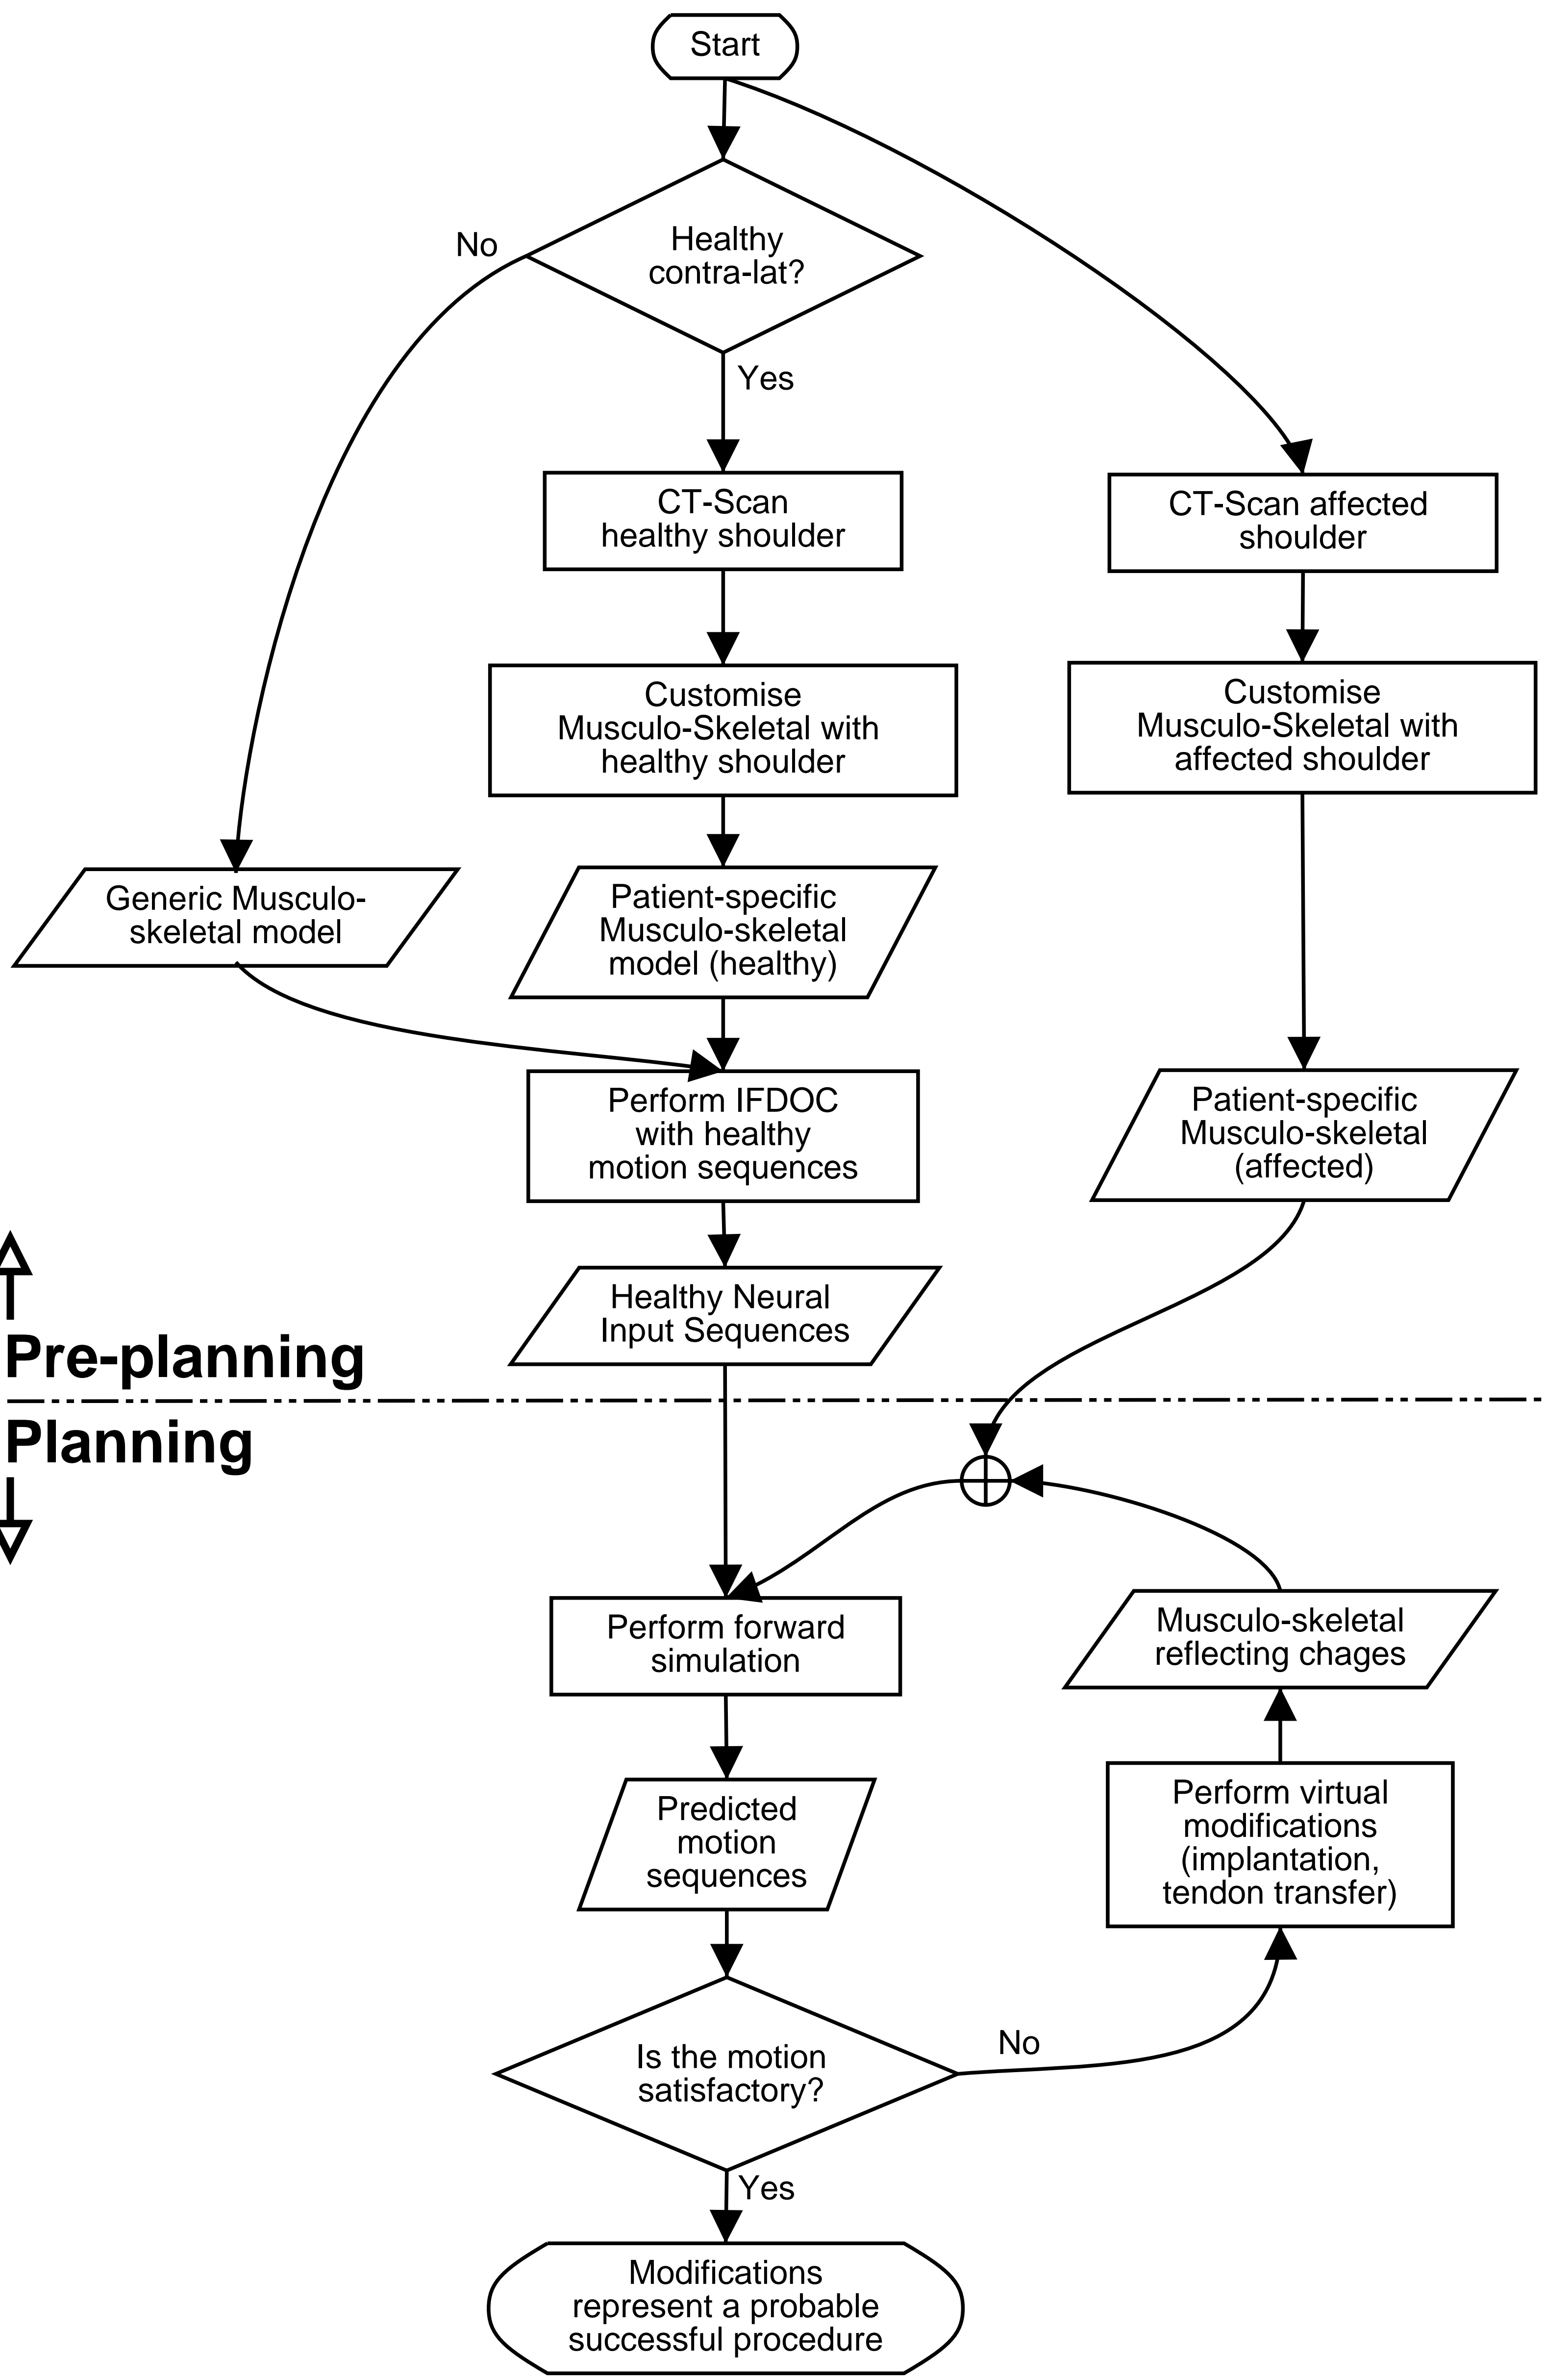 Start
Healthy
contra-lat?
No
Yes
CT-Scan
healthy shoulder
CT-Scan affected
shoulder
Customise
Musculo-Skeletal with
healthy shoulder
Customise
Musculo-Skeletal with
affected shoulder
Generic Musculo-
skeletal model
Patient-specific
Musculo-skeletal
model (healthy)
Perform IFDOC
with healthy
motion sequences
Patient-specific
Musculo-skeletal
(affected)
Healthy Neural
Input Sequences
Pre-planning
Planning
Perform forward
simulation
Musculo-skeletal
reflecting chages
Predicted
motion
sequences
Perform virtual
modifications
(implantation,
tendon transfer)
Is the motion
satisfactory?
No
Yes
Modifications
represent a probable
successful procedure